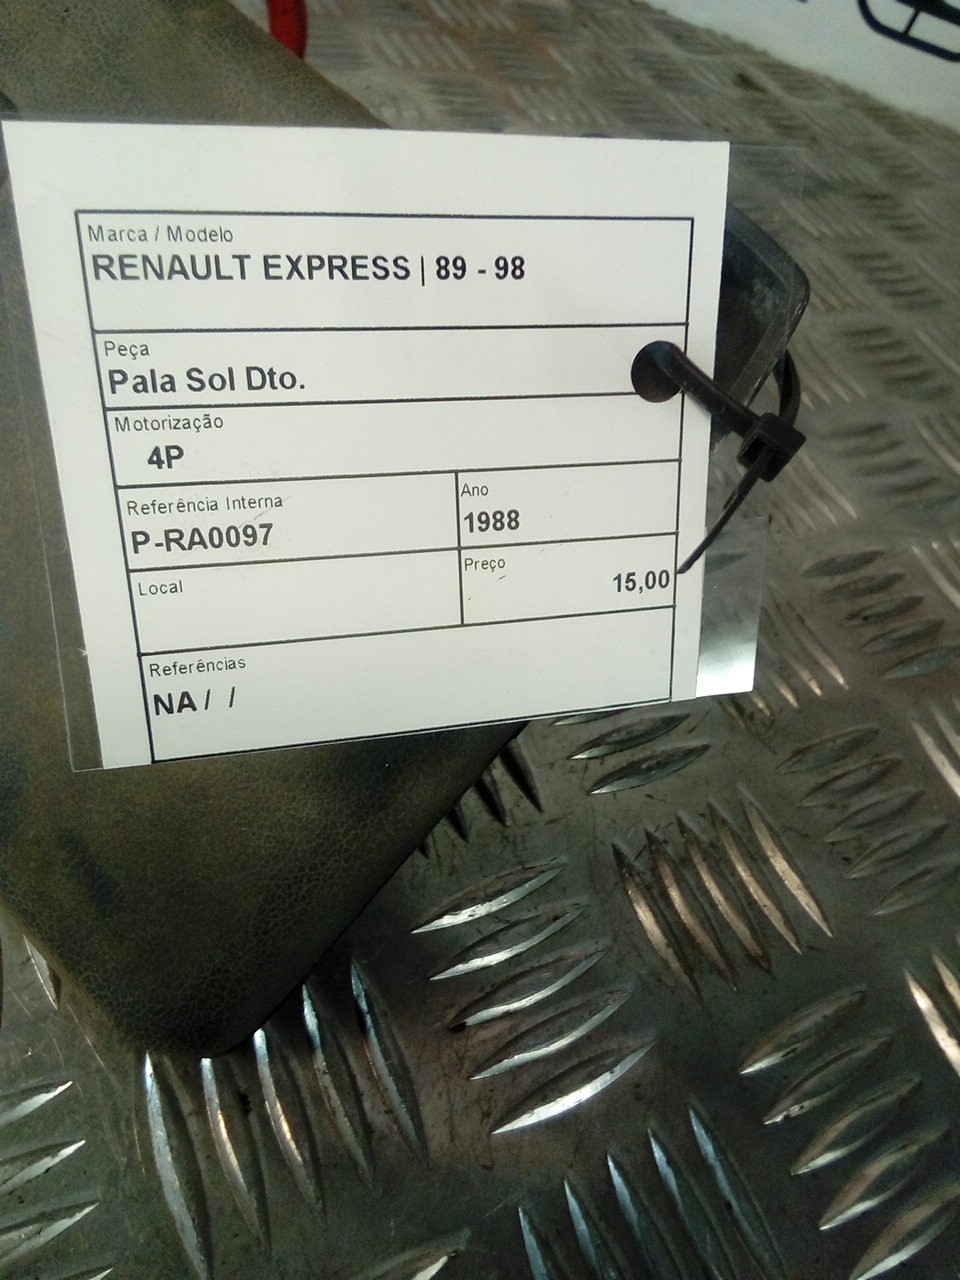 Marca / Modelo
RENAULT EXPRESS | 89 - 98
Peça
Pala Sol Dto.
Motorização
4P
Referência Interna
P-RA0097
Ano
1988
Local
Preço
15,00
Referências
NA / /